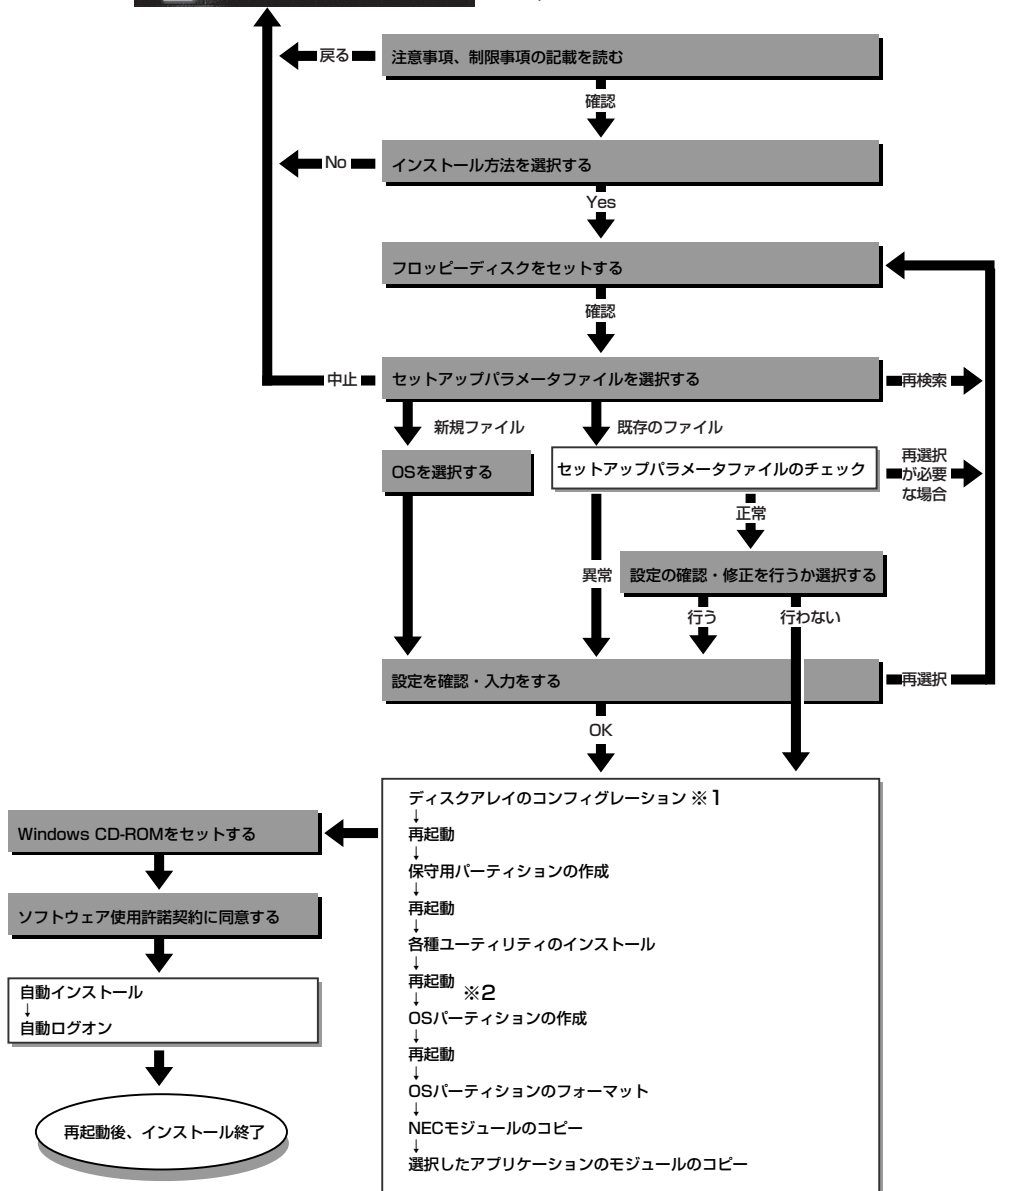 戻る
注意事項、制限事項の記載を読む
確認
No
インストール方法を選択する
Yes
フロッピーディスクをセットする
確認
中止
セットアップパラメータファイルを選択する
再検索
新規ファイル
既存のファイル
OSを選択する
セットアップパラメータファイルのチェック
再選択
が必要
な場合
正常
異常
設定の確認・修正を行うか選択する
行う
行わない
設定を確認・入力をする
再選択
OK
ディスクアレイのコンフィグレーション ※1
↓
再起動
↓
保守用パーティションの作成
↓
再起動
↓
各種ユーティリティのインストール
↓
再起動 ※2
↓
OSパーティションの作成
↓
再起動
↓
OSパーティションのフォーマット
↓
NECモジュールのコピー
↓
選択したアプリケーションのモジュールのコピー
Windows CD-ROMをセットする
ソフトウェア使用許諾契約に同意する
自動インストール
↓
自動ログオン
再起動後、インストール終了